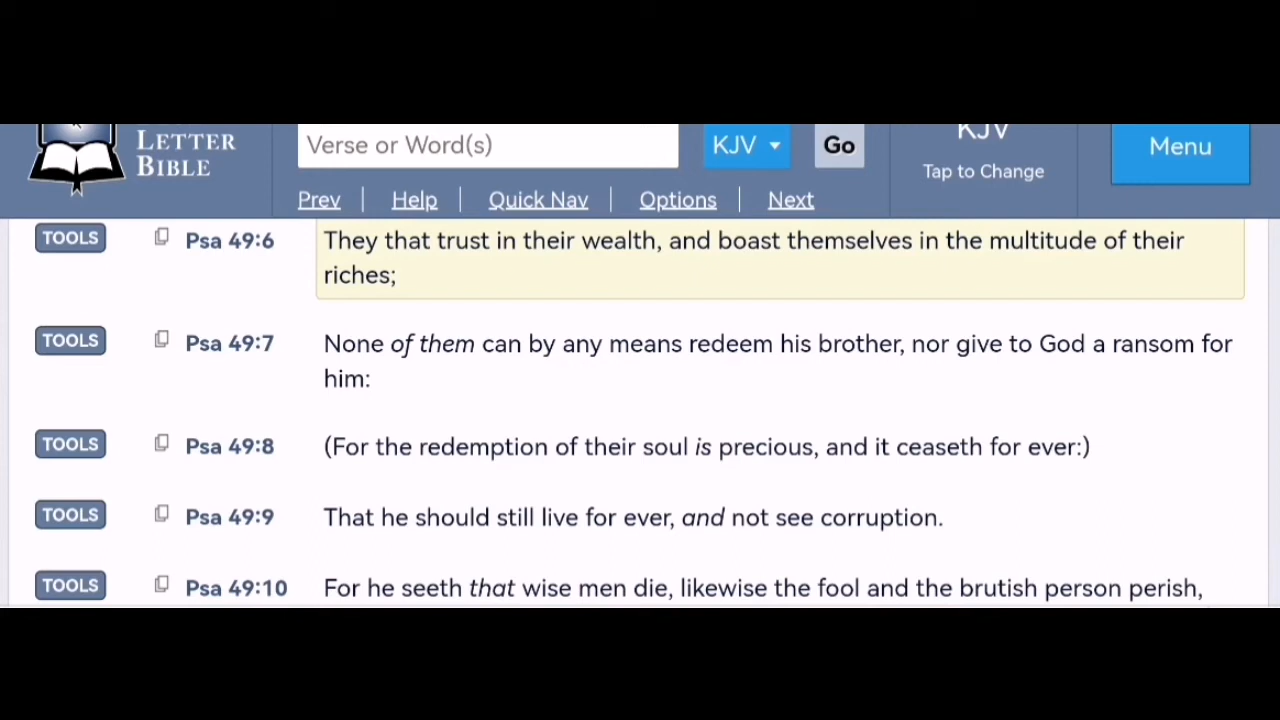 LETTER
BIBLE
Verse or Word(s)
KJV
Go
KJV
Tap to Change
Menu
Prev
Help
Quick Nav
Options
Next
TOOLS Psa 49:6 They that trust in their wealth, and boast themselves in the multitude of their
riches;
TOOLS Psa 49:7 None of them can by any means redeem his brother, nor give to God a ransom for
him:
TOOLS Psa 49:8 (For the redemption of their soul is precious, and it ceaseth for ever:)
TOOLS Psa 49:9 That he should still live for ever, and not see corruption.
TOOLS Psa 49:10 For he seeth that wise men die, likewise the fool and the brutish person perish,